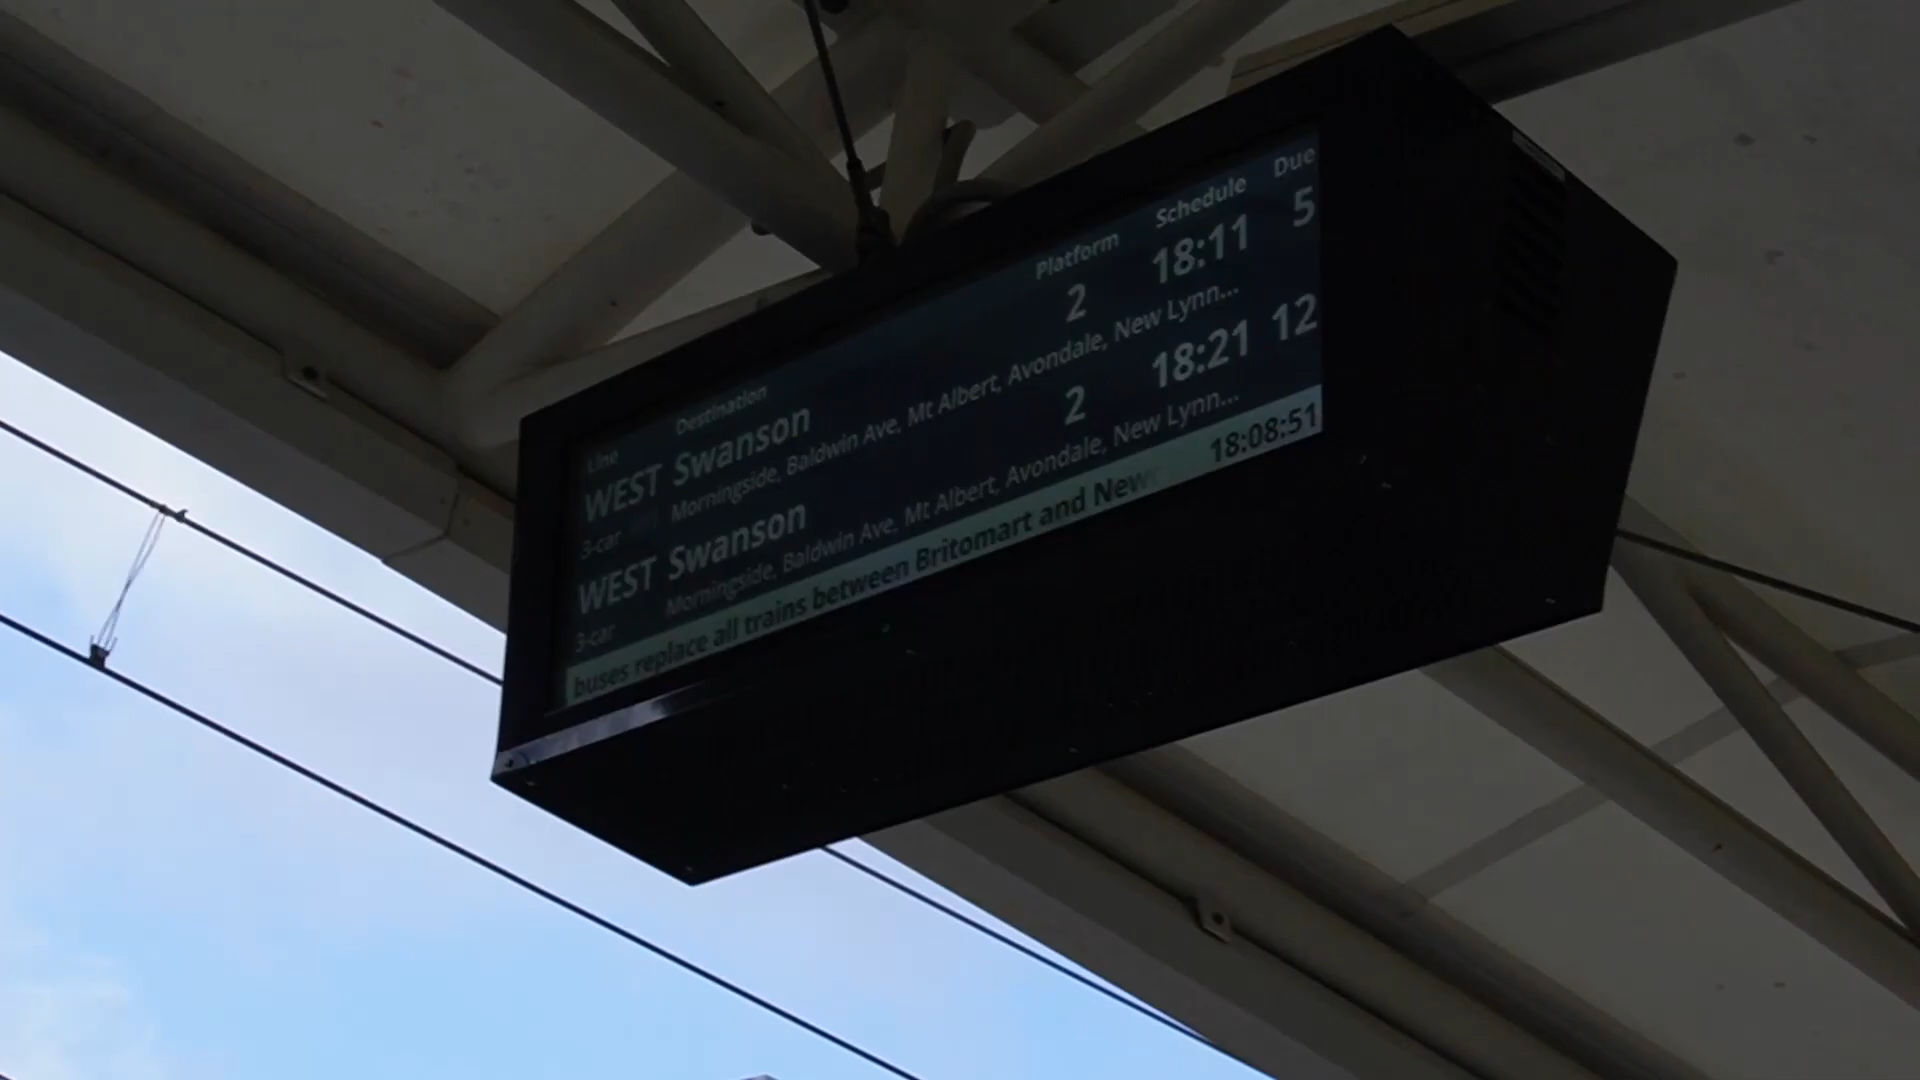 Line Destination Platform Schedule Due
WEST Swanson 2 18:11 5
3-car Morningside, Baldwin Ave, Mt Albert, Avondale, New Lynn...
WEST Swanson 2 18:21 12
3-car Morningside, Baldwin Ave, Mt Albert, Avondale, New Lynn...
buses replace all trains between Britomart and New 18:08:51